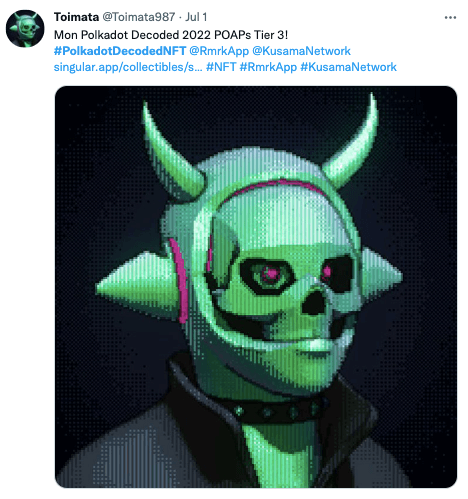 Toimata @Toimata987 · Jul 1
Mon Polkadot Decoded 2022 POAPs Tier 3!
#PolkadotDecodedNFT @RmrkApp @KusamaNetwork
singular.app/collectibles/s... #NFT #RmrkApp #KusamaNetwork